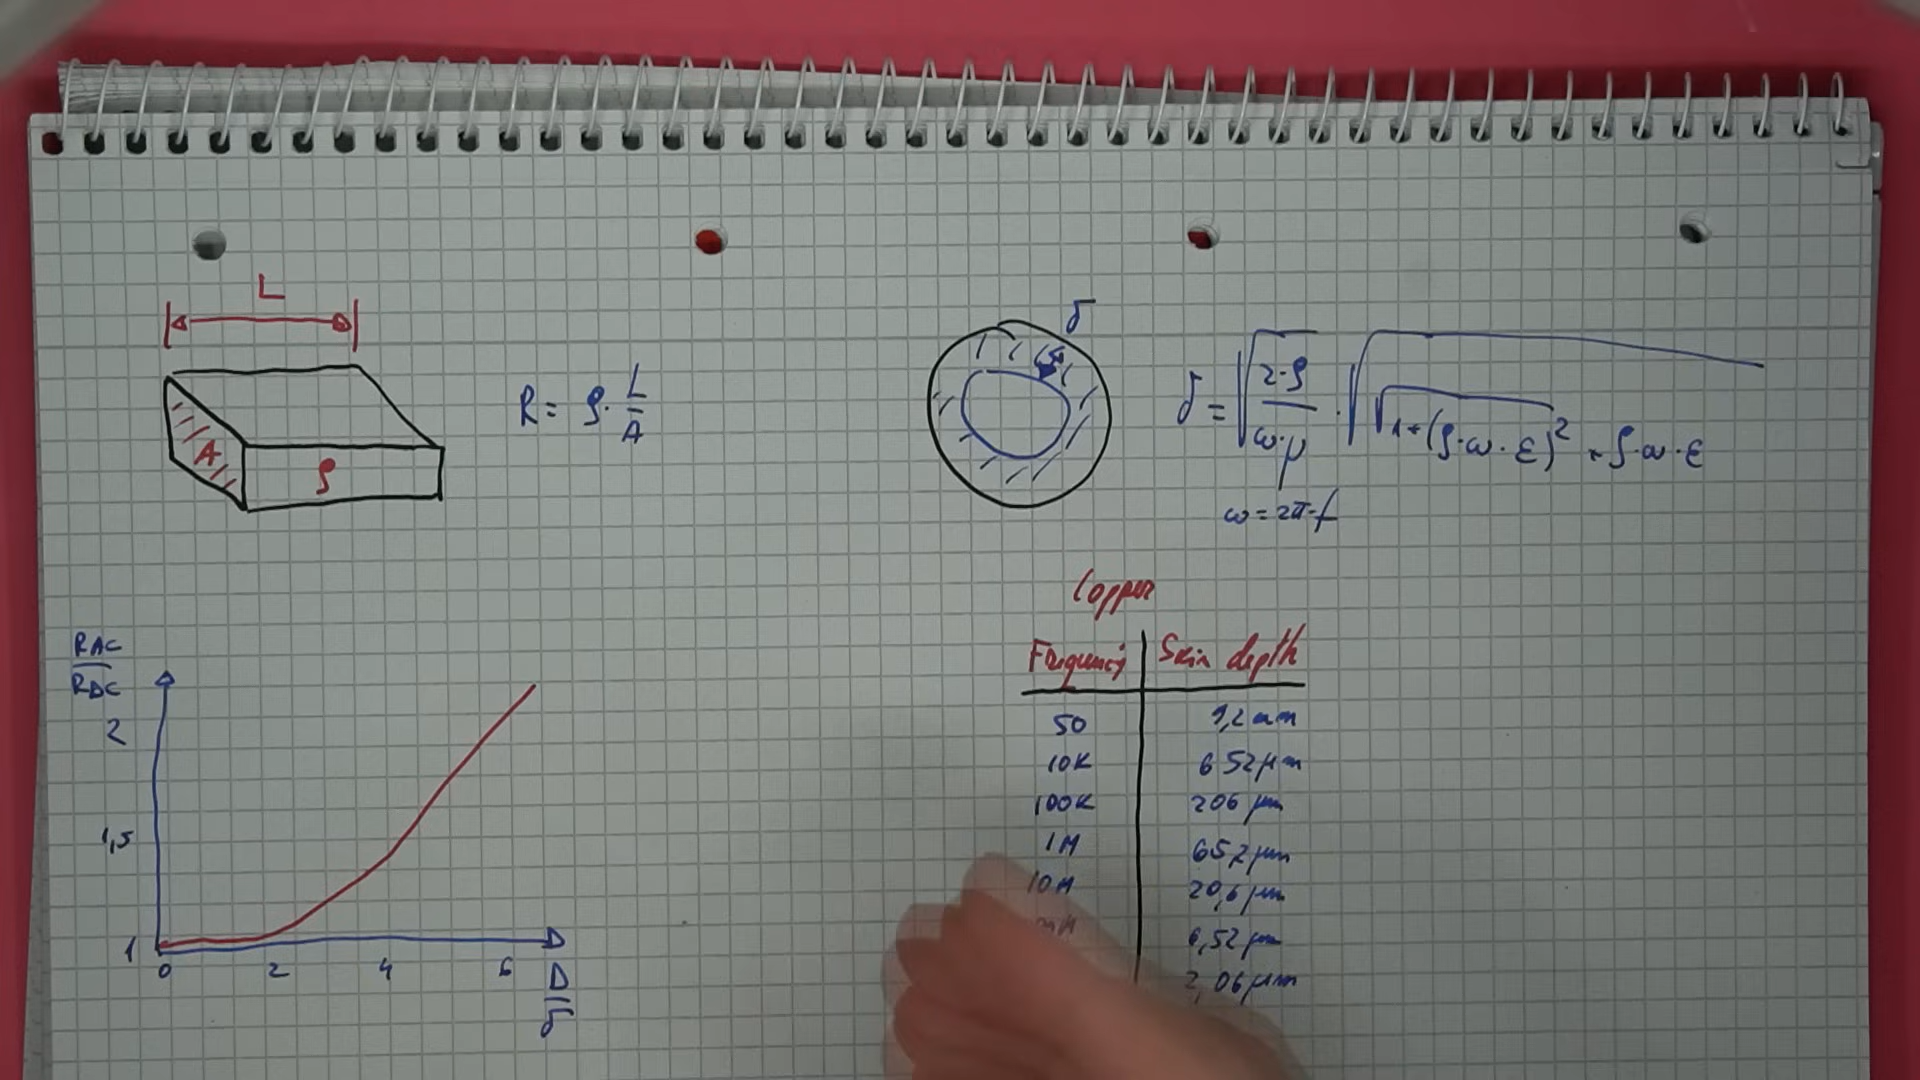 L
A
ρ
R = ρ · L/A
δ
δ = √(2·ρ/ω·μ) · √(√(1+(ρ·ω·ε)²) + ρ·ω·ε)
ω = 2π·f
RAC/RDC
2
1,5
1
0 2 4 6
D/δ
Copper
Frequency Skin depth
50 9,2 mm
10K 652 μm
100K 206 μm
1M 65,2 μm
10M 20,6 μm
6,52 μm
2,06 μm